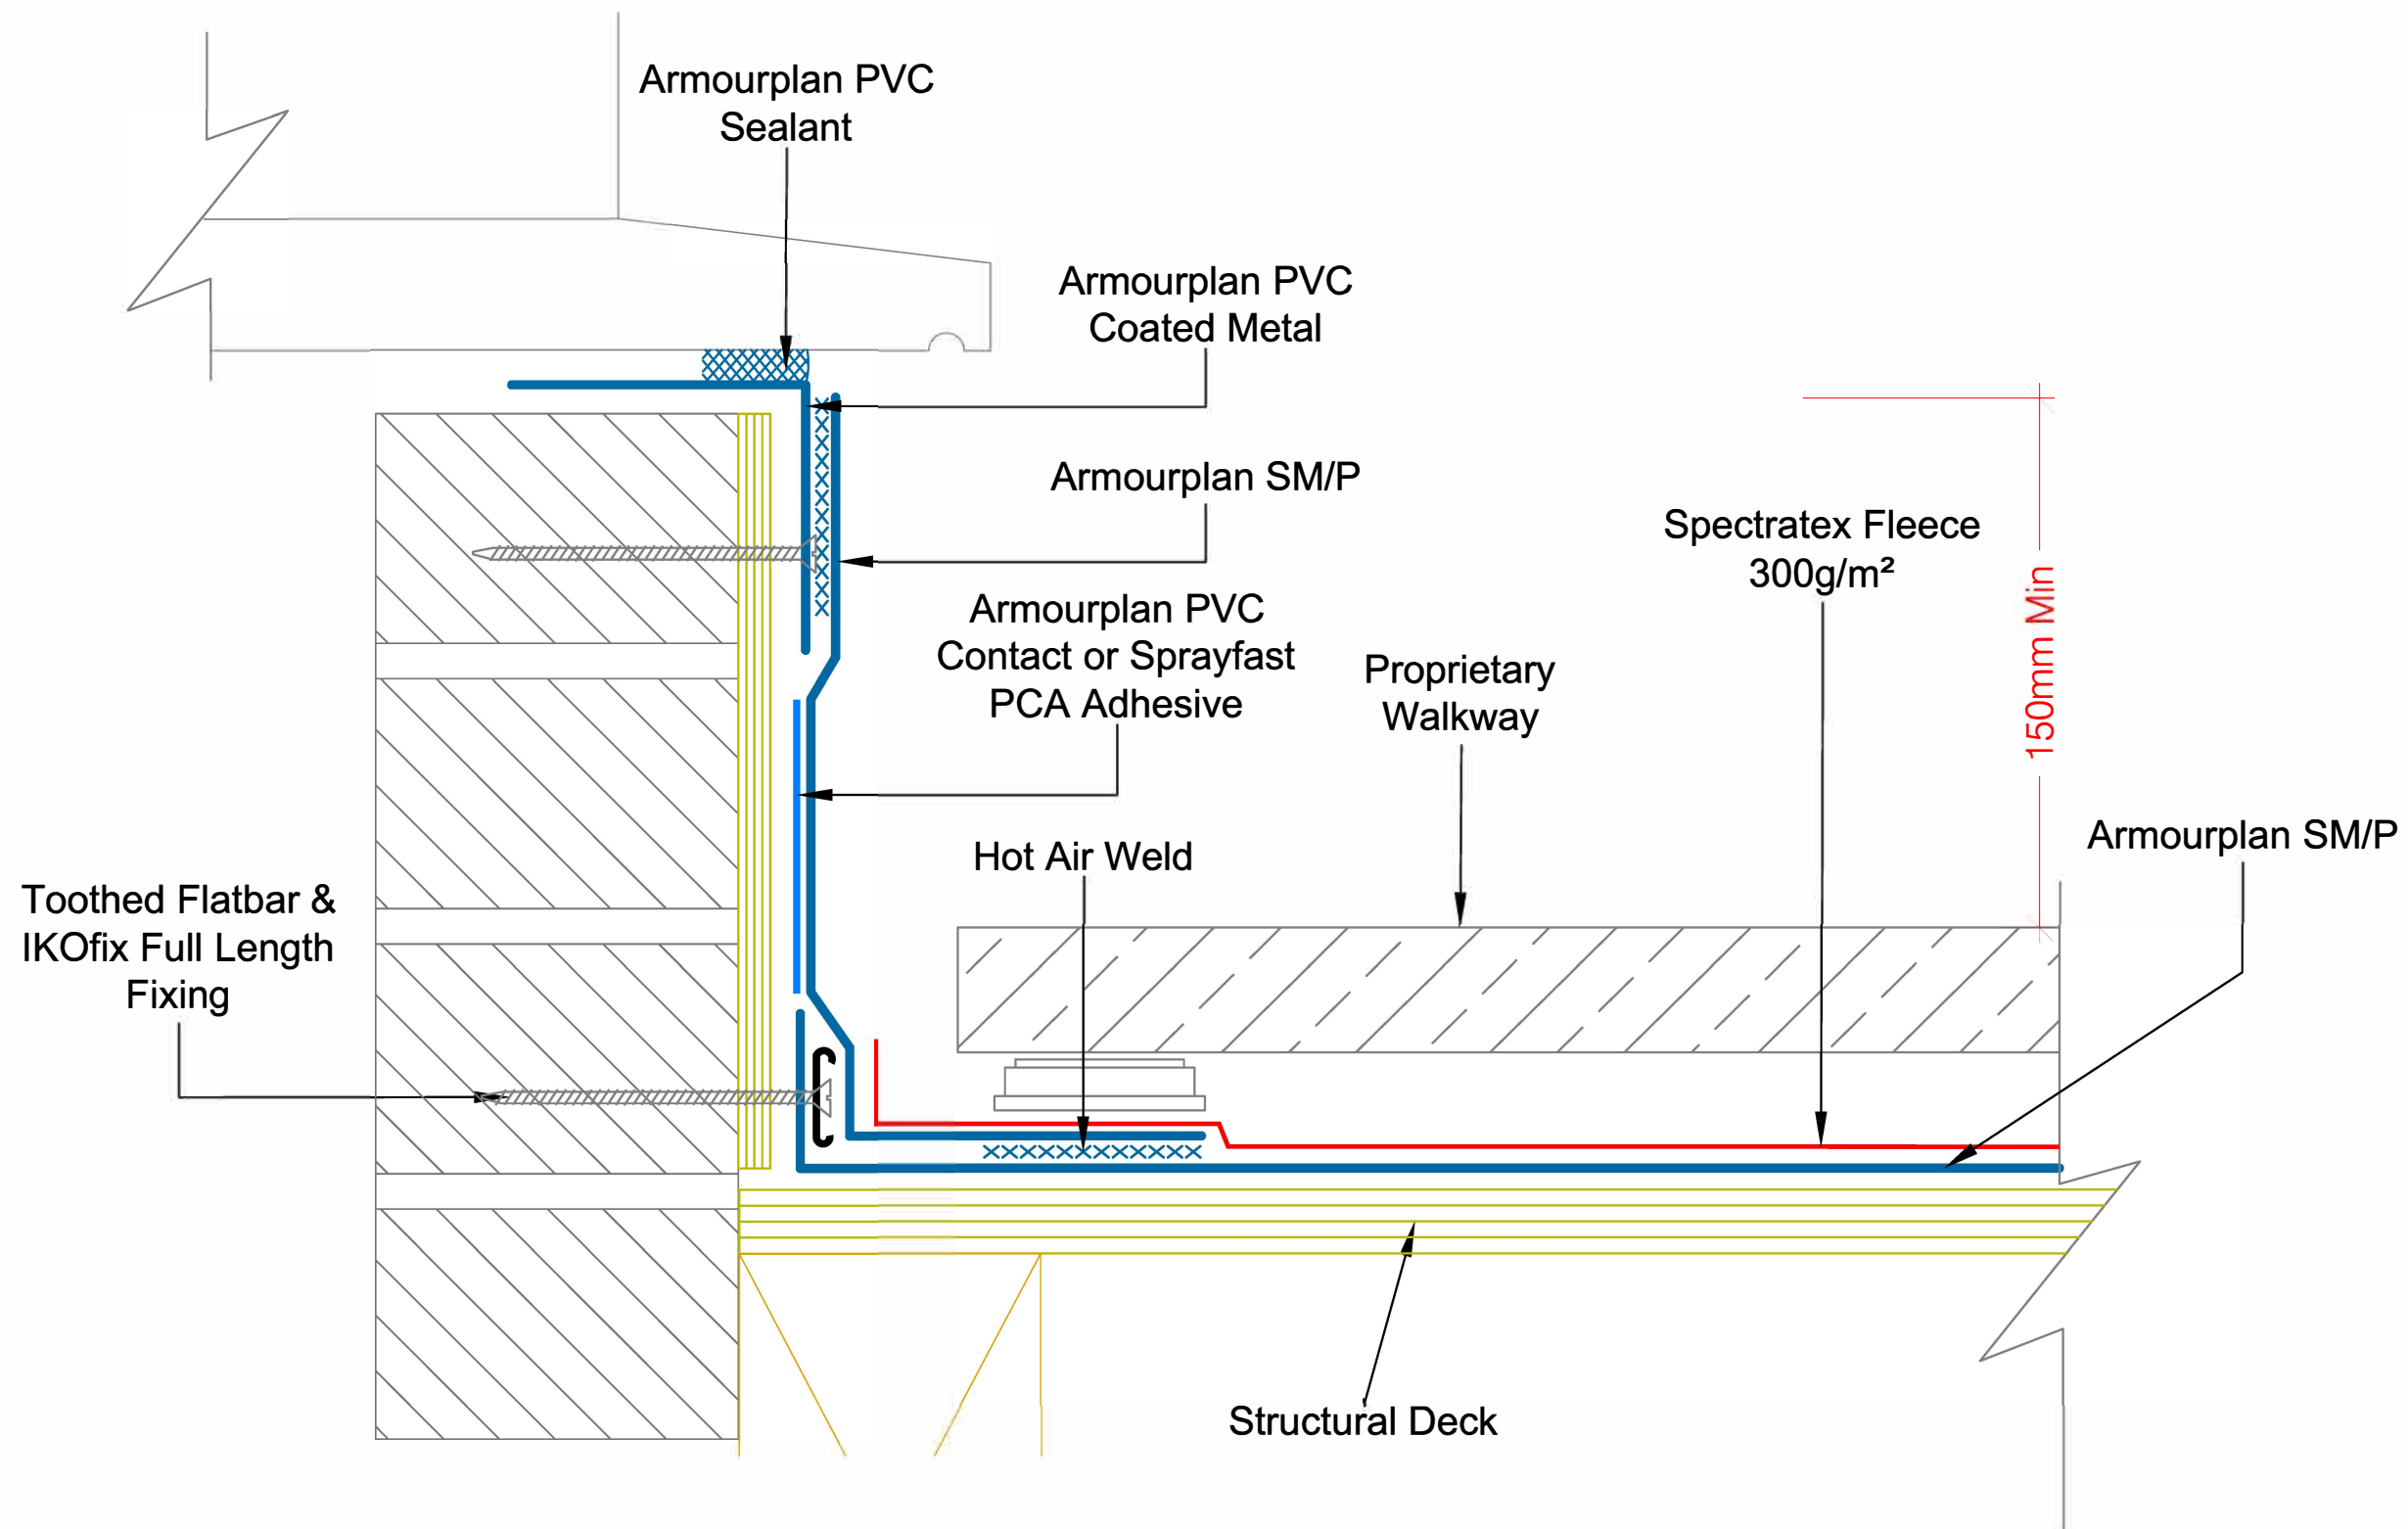 Armourplan PVC
Sealant
Armourplan PVC
Coated Metal
Armourplan SM/P
Spectratex Fleece
300g/m²
Armourplan PVC
Contact or Sprayfast
PCA Adhesive
Proprietary
Walkway
150mm Min
Hot Air Weld
Armourplan SM/P
Toothed Flatbar &
IKOfix Full Length
Fixing
Structural Deck